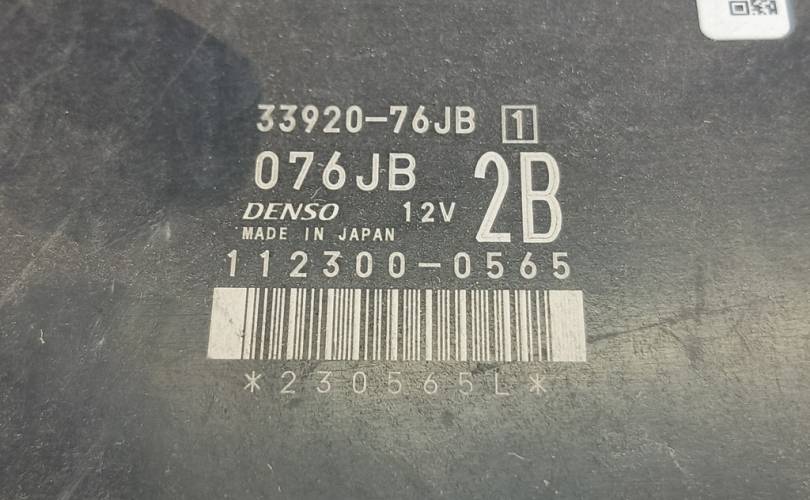 33920-76JB 1
076JB 2B
DENSO 12V
MADE IN JAPAN
112300-0565
*230565L*